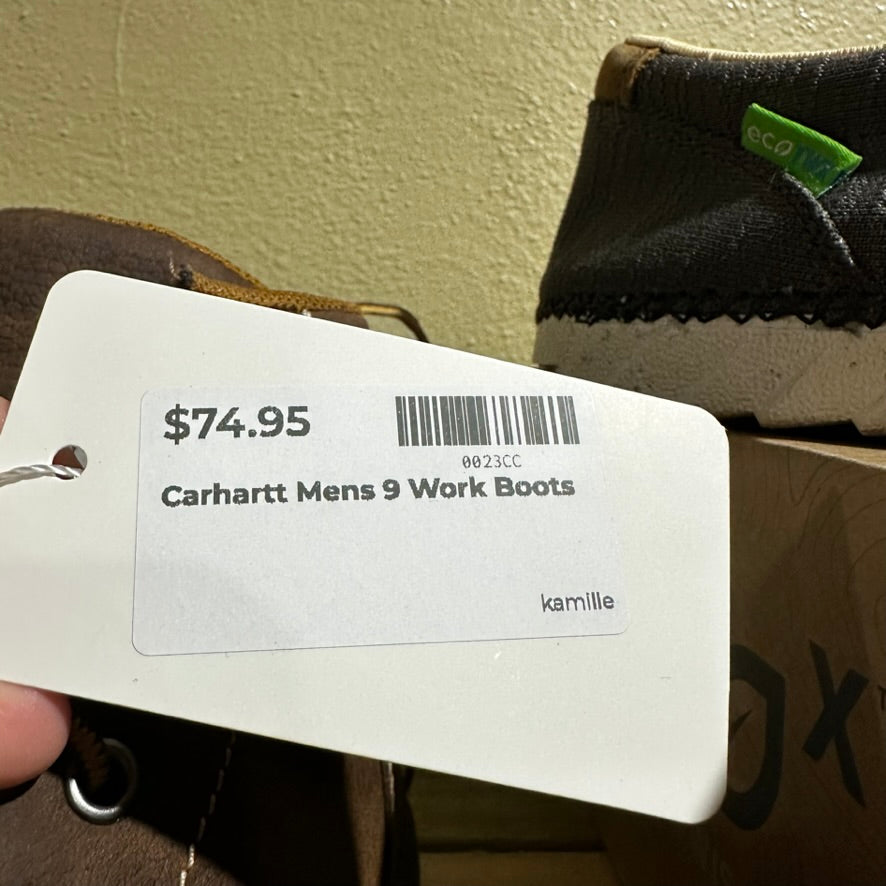 eco
$74.95
0023CC
Carhartt Mens 9 Work Boots
kamille